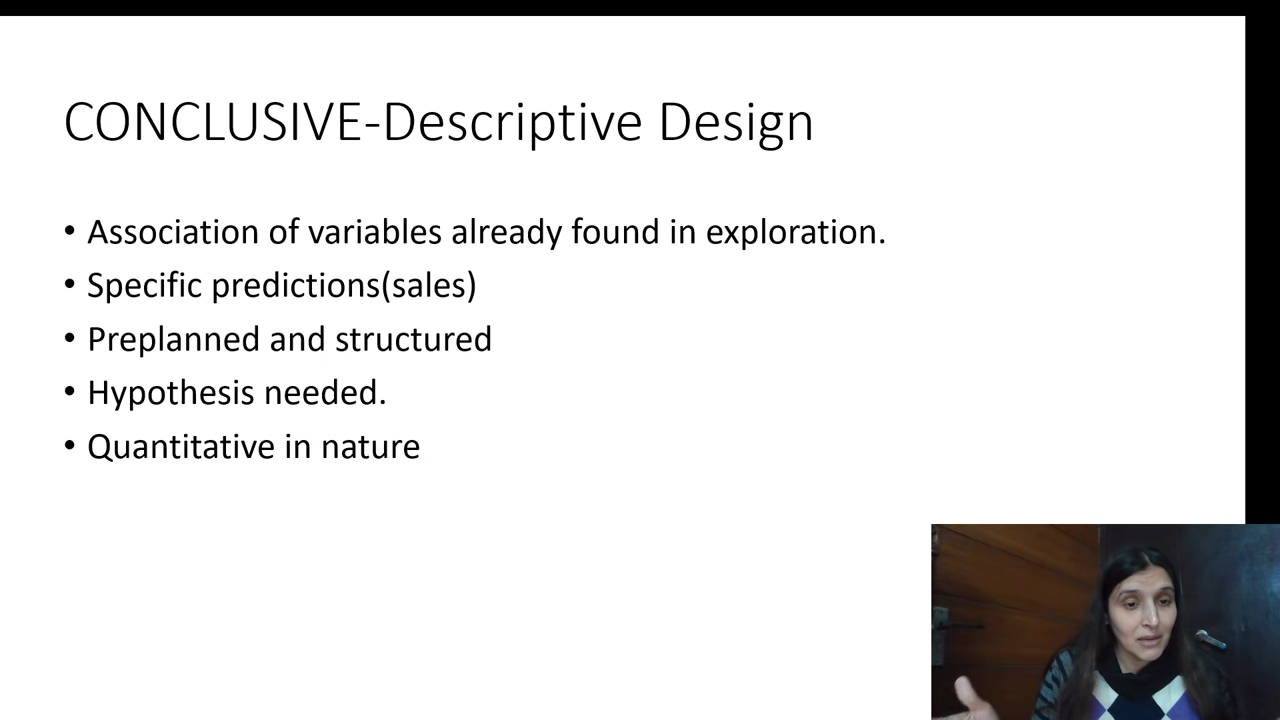 CONCLUSIVE-Descriptive Design
• Association of variables already found in exploration.
• Specific predictions(sales)
• Preplanned and structured
• Hypothesis needed.
• Quantitative in nature